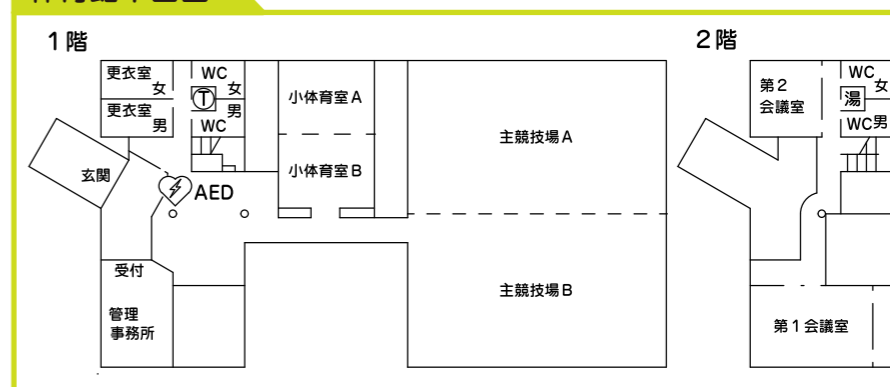 1階
更衣室
女
更衣室
男
WC
女
T
男
WC
小体育室A
小体育室B
主競技場A
主競技場B
玄関
AED
受付
管理
事務所
2階
第2
会議室
WC
女
湯
WC男
第1会議室